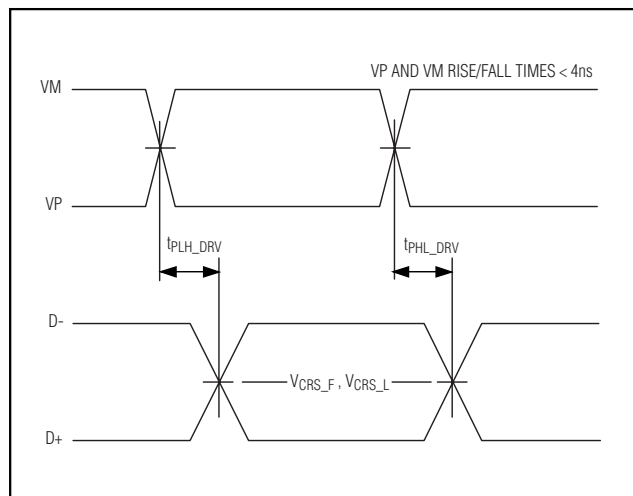 VP AND VM RISE/FALL TIMES < 4ns
VM
VP
tPLH_DRV
tPHL_DRV
D-
VCRS_F , VCRS_L
D+